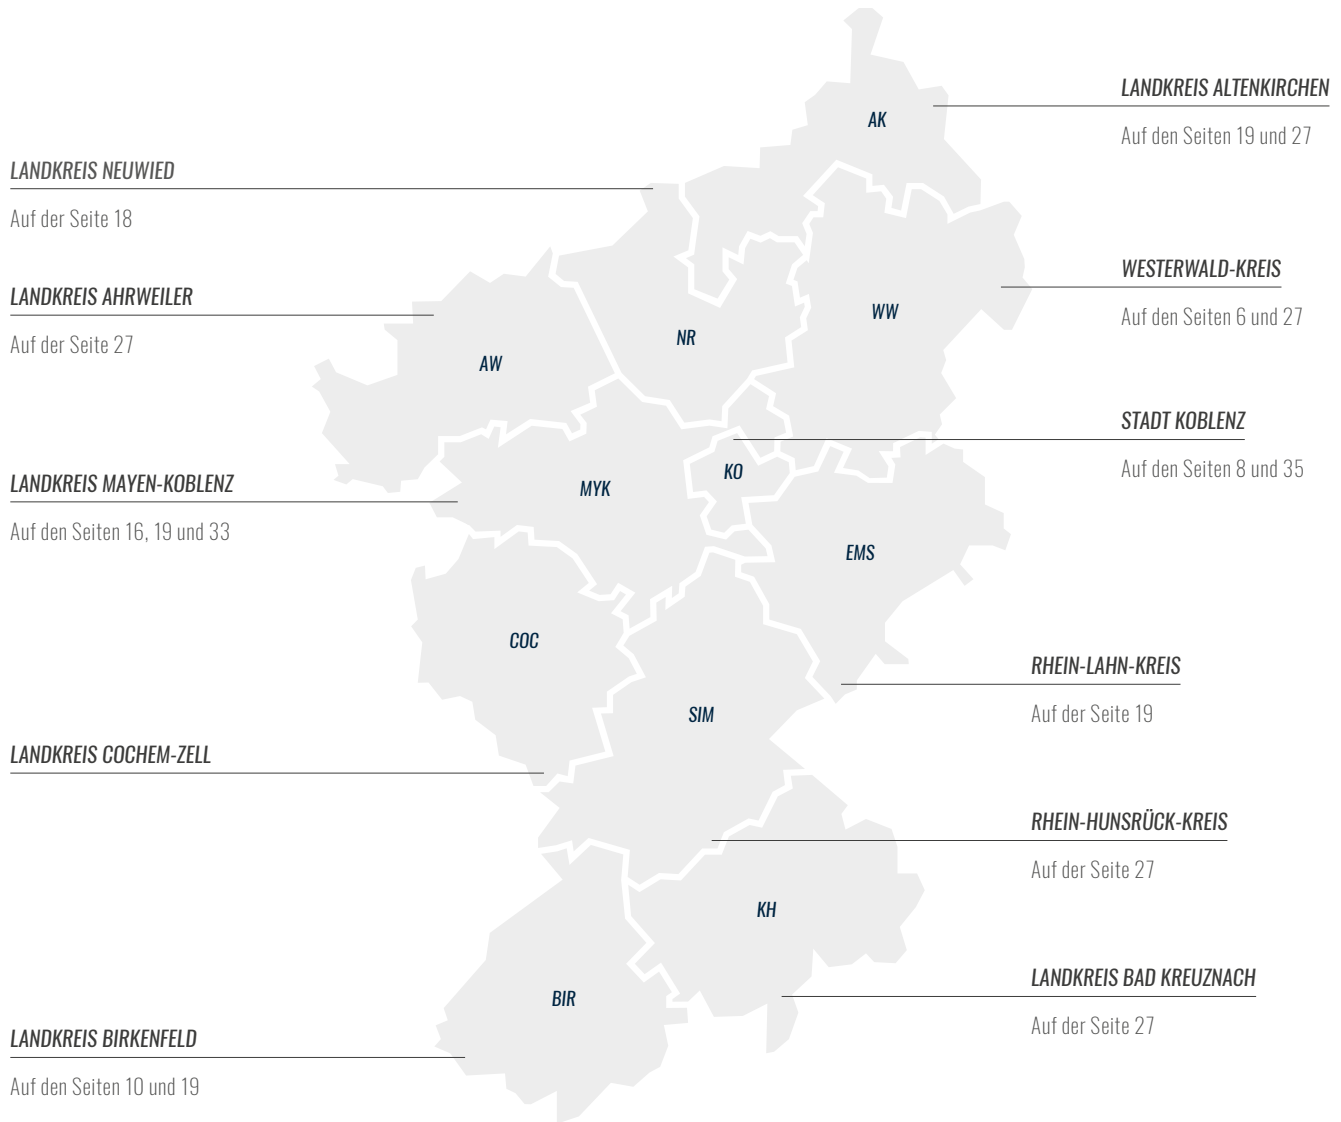 LANDKREIS ALTENKIRCHEN
Auf den Seiten 19 und 27
AK
LANDKREIS NEUWIED
Auf der Seite 18
WESTERWALD-KREIS
Auf den Seiten 6 und 27
LANDKREIS AHRWEILER
Auf der Seite 27
WW
NR
AW
STADT KOBLENZ
Auf den Seiten 8 und 35
KO
LANDKREIS MAYEN-KOBLENZ
Auf den Seiten 16, 19 und 33
MYK
EMS
COC
RHEIN-LAHN-KREIS
Auf der Seite 19
SIM
LANDKREIS COCHEM-ZELL
RHEIN-HUNSRÜCK-KREIS
Auf der Seite 27
KH
LANDKREIS BAD KREUZNACH
Auf der Seite 27
BIR
LANDKREIS BIRKENFELD
Auf den Seiten 10 und 19